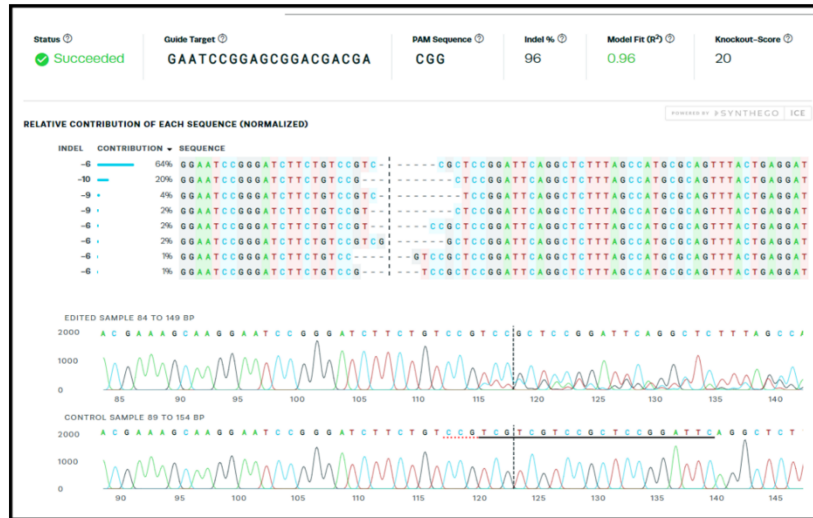 Status Guide Target PAM Sequence Indel % Model Fit (R²) Knockout-Score
Succeeded GAATCCGGAGCGGACGACGA CGG 96 0.96 20
POWERED BY SYNTHEGO ICE
RELATIVE CONTRIBUTION OF EACH SEQUENCE (NORMALIZED)
INDEL CONTRIBUTION SEQUENCE
-6 64% GGAATCCGGGATCTTCTGTCCGTC- - - - - - -CGCTCCGGATTCAGGCTCTTTAGCCATGCGCAGTTTACTGAGGAT
-10 20% GGAATCCGGGATCTTCTGTCCG- - - - - - - - - -CTCCGGATTCAGGCTCTTTAGCCATGCGCAGTTTACTGAGGAT
-9 4% GGAATCCGGGATCTTCTGTCCGTC- - - - - - - - -TCCGGATTCAGGCTCTTTAGCCATGCGCAGTTTACTGAGGAT
-9 2% GGAATCCGGGATCTTCTGTCCGT- - - - - - - - -CTCCGGATTCAGGCTCTTTAGCCATGCGCAGTTTACTGAGGAT
-6 2% GGAATCCGGGATCTTCTGTCCGT- - - - - -CCGCTCCGGATTCAGGCTCTTTAGCCATGCGCAGTTTACTGAGGAT
-6 2% GGAATCCGGGATCTTCTGTCCGTCG- - - - - -GCTCCGGATTCAGGCTCTTTAGCCATGCGCAGTTTACTGAGGAT
-6 1% GGAATCCGGGATCTTCTGTCC- - - - - -GTCCGCTCCGGATTCAGGCTCTTTAGCCATGCGCAGTTTACTGAGGAT
-6 1% GGAATCCGGGATCTTCTGTCCG- - - - - -TCCGCTCCGGATTCAGGCTCTTTAGCCATGCGCAGTTTACTGAGGAT
EDITED SAMPLE 84 TO 149 BP
2000 A C G A A A G C A A G G A A T C C G G G A T C T T C T G T C C G T C C G C T C C G G A T T C A G G C T C T T T A G C C A
1000
0
85 90 95 100 105 110 115 120 125 130 135 140
CONTROL SAMPLE 89 TO 154 BP
2000 A C G A A A G C A A G G A A T C C G G G A T C T T C T G T C C G T C G T C G T C C G C T C C G G A T T C A G G C T C T
1000
0
90 95 100 105 110 115 120 125 130 135 140 145